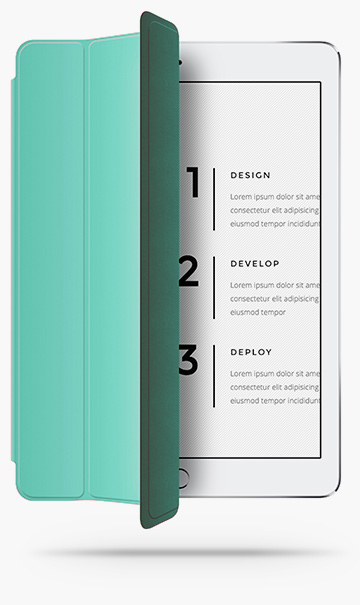 1
DESIGN
Lorem ipsum dolor sit ame
consectetur elit adipisicing
eiusmod tempor incididunt
2
DEVELOP
Lorem ipsum dolor sit ame
consectetur elit adipisicing
eiusmod tempor
3
DEPLOY
Lorem ipsum dolor sit ame
consectetur elit adipisicing
eiusmod tempor incididunt